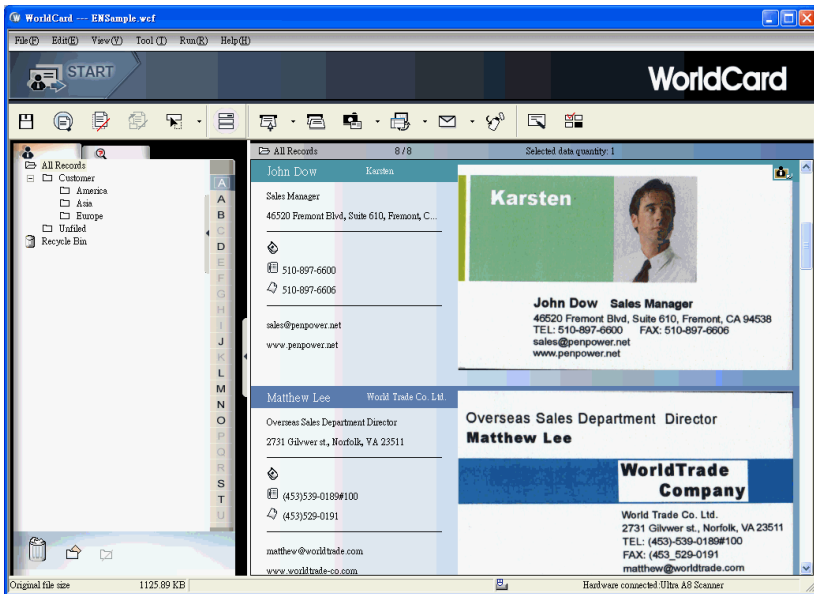 WorldCard --- ENSample.wcf
File(F) Edit(E) View(V) Tool (T) Run(R) Help(H)
START
WorldCard
All Records
Customer
America
Asia
Europe
Unfiled
Recycle Bin
A
A
B
C
D
E
F
G
H
I
J
K
L
M
N
O
P
Q
R
S
T
U
All Records 8/8 Selected data quantity: 1
John Dow Karsten
Sales Manager
46520 Fremont Blvd, Suite 610, Fremont, C...
510-897-6600
510-897-6606
sales@penpower.net
www.penpower.net
Karsten
John Dow Sales Manager
46520 Fremont Blvd, Suite 610, Fremont, CA 94538
TEL: 510-897-6600 FAX: 510-897-6606
sales@penpower.net
www.penpower.net
Matthew Lee World Trade Co. Ltd.
Overseas Sales Department Director
2731 Gilvwer st., Norfolk, VA 23511
(453)539-0189#100
(453)529-0191
matthew@worldtrade.com
www.worldtrade-co.com
Overseas Sales Department Director
Matthew Lee
WorldTrade
Company
World Trade Co. Ltd.
2731 Gilvwer st., Norfolk, VA 23511
TEL: (453)-539-0189#100
FAX: (453_529-0191
matthew@worldtrade.com
Original file size 1125.89 KB Hardware connected:Ultra A8 Scanner